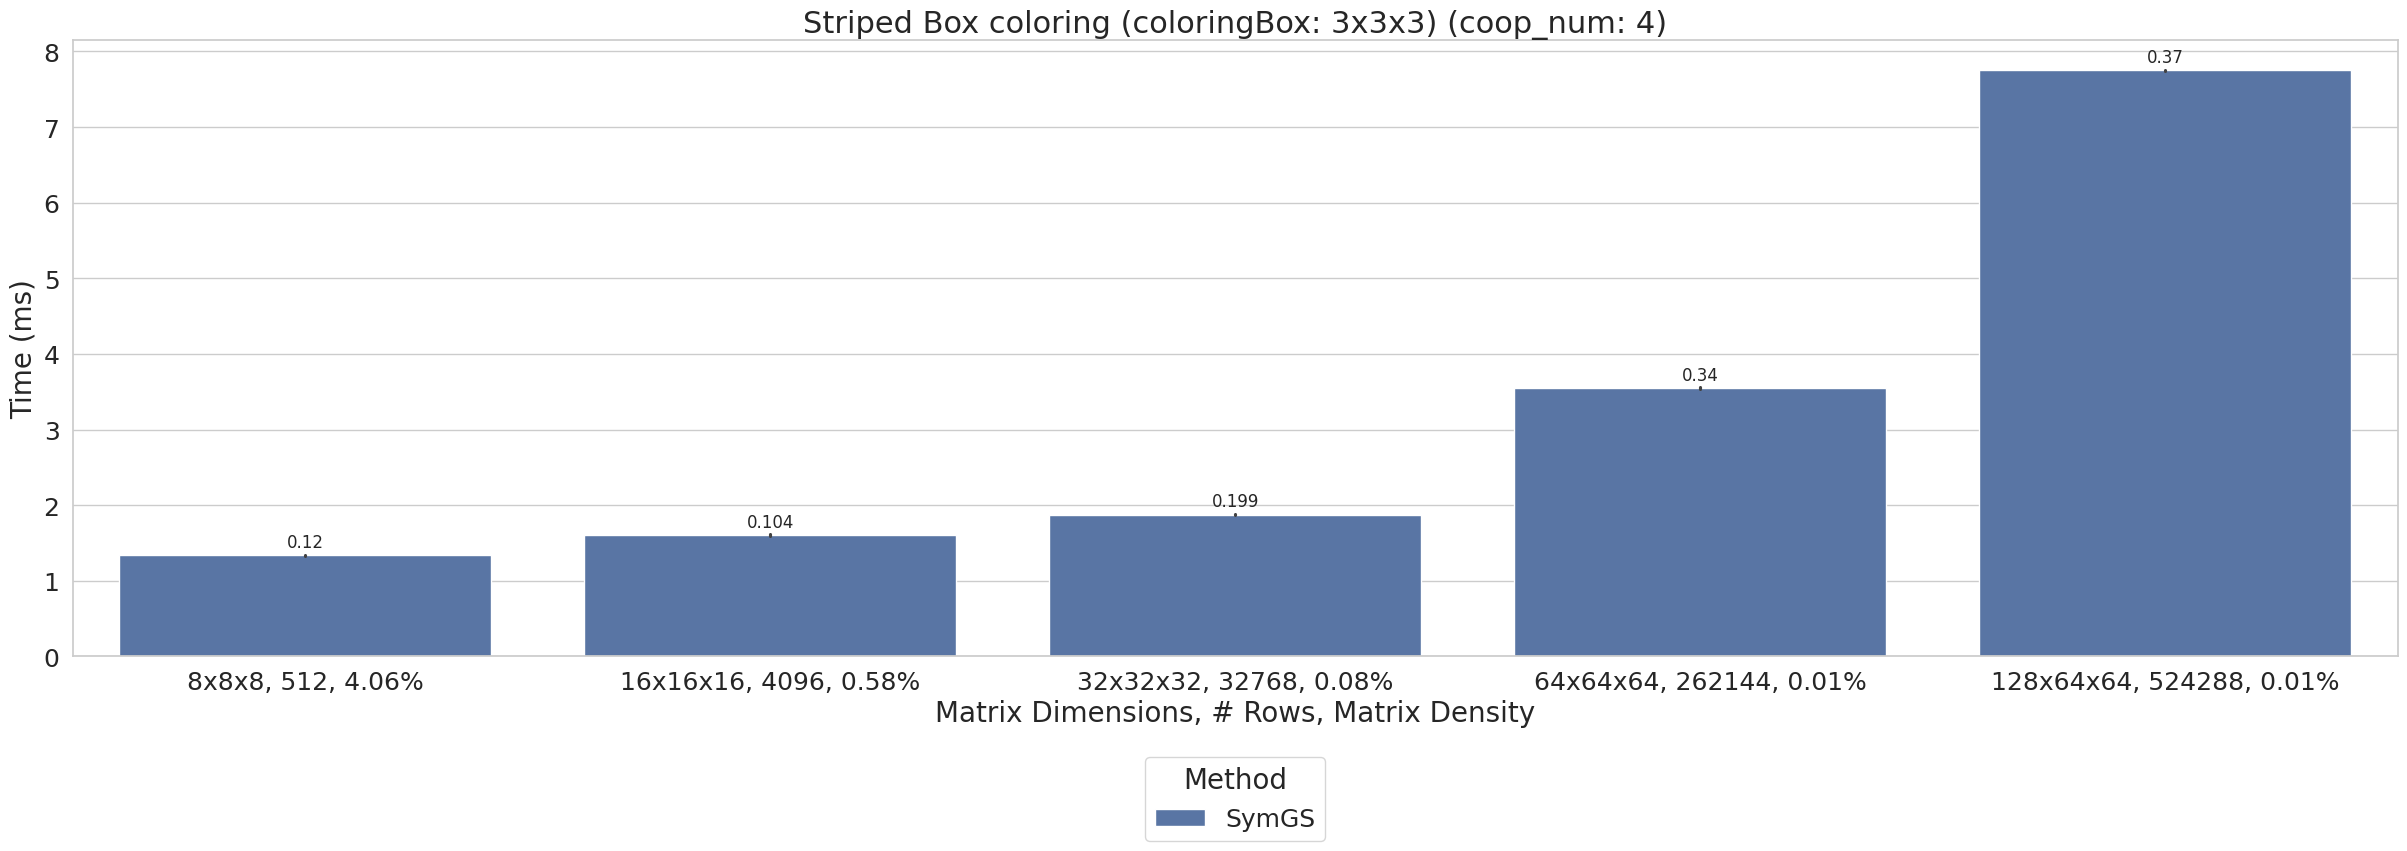 Striped Box coloring (coloringBox: 3x3x3) (coop_num: 4)
Time (ms)
8
7
6
5
4
3
2
1
0
0.12
0.104
0.199
0.34
0.37
8x8x8, 512, 4.06%
16x16x16, 4096, 0.58%
32x32x32, 32768, 0.08%
64x64x64, 262144, 0.01%
128x64x64, 524288, 0.01%
Matrix Dimensions, # Rows, Matrix Density
Method
SymGS